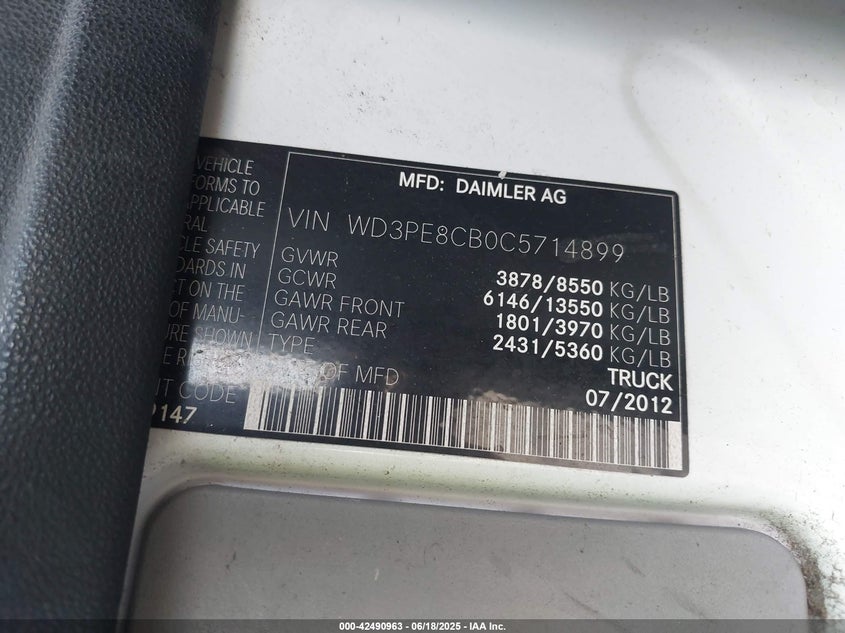 VEHICLE
FORMS TO
APPLICABLE
RAL
LE SAFETY
DARDS IN
T ON THE
OF MANU-
URE SHOWN
T CODE
9147
MFD: DAIMLER AG
VIN WD3PE8CB0C5714899
GVWR 3878/8550 KG/LB
GCWR 6146/13550 KG/LB
GAWR FRONT 1801/3970 KG/LB
GAWR REAR 2431/5360 KG/LB
TYPE TRUCK
OF MFD 07/2012
000-42490963 - 06/18/2025 - IAA Inc.